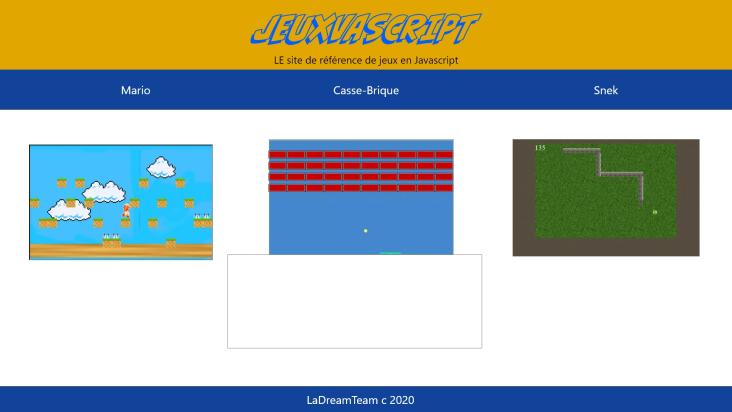 JEUXVASCRIPT
LE site de référence de jeux en Javascript
Mario
Casse-Brique
Snek
135
LaDreamTeam c 2020